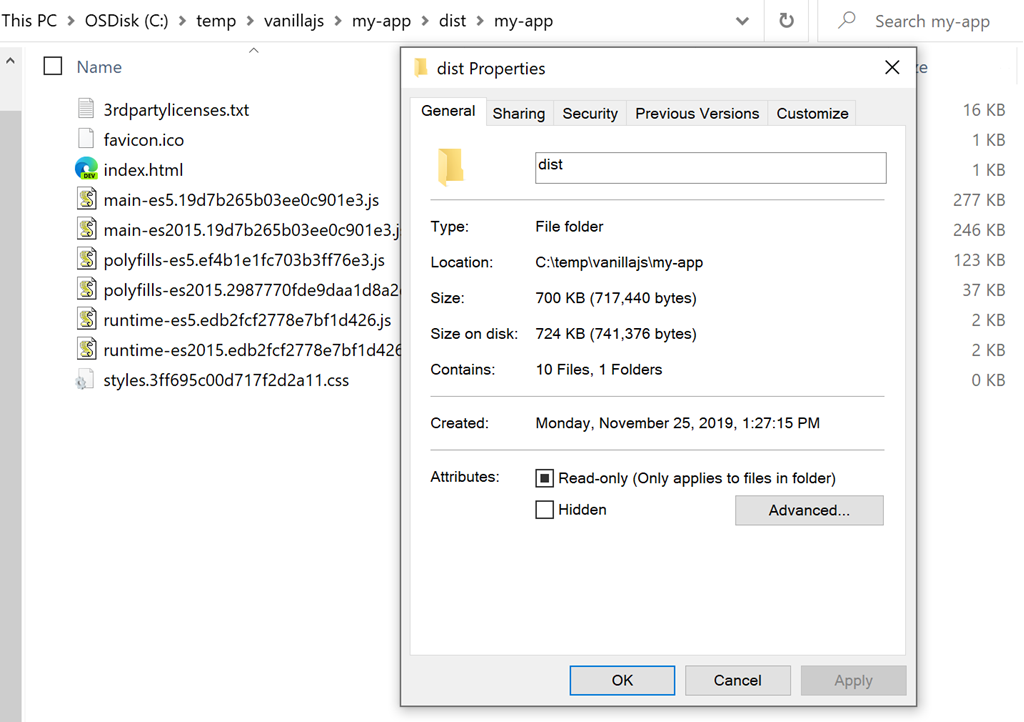 This PC > OSDisk (C:) > temp > vanillajs > my-app > dist > my-app
Search my-app
Name
ze
3rdpartylicenses.txt 16 KB
favicon.ico 1 KB
index.html 1 KB
main-es5.19d7b265b03ee0c901e3.js 277 KB
main-es2015.19d7b265b03ee0c901e3.j 246 KB
polyfills-es5.ef4b1e1fc703b3ff76e3.js 123 KB
polyfills-es2015.2987770fde9daa1d8a2 37 KB
runtime-es5.edb2fcf2778e7bf1d426.js 2 KB
runtime-es2015.edb2fcf2778e7bf1d426 2 KB
styles.3ff695c00d717f2d2a11.css 0 KB
DEV
dist Properties
General Sharing Security Previous Versions Customize
dist
Type: File folder
Location: C:\temp\vanillajs\my-app
Size: 700 KB (717,440 bytes)
Size on disk: 724 KB (741,376 bytes)
Contains: 10 Files, 1 Folders
Created: Monday, November 25, 2019, 1:27:15 PM
Attributes: Read-only (Only applies to files in folder)
Hidden Advanced...
OK Cancel Apply